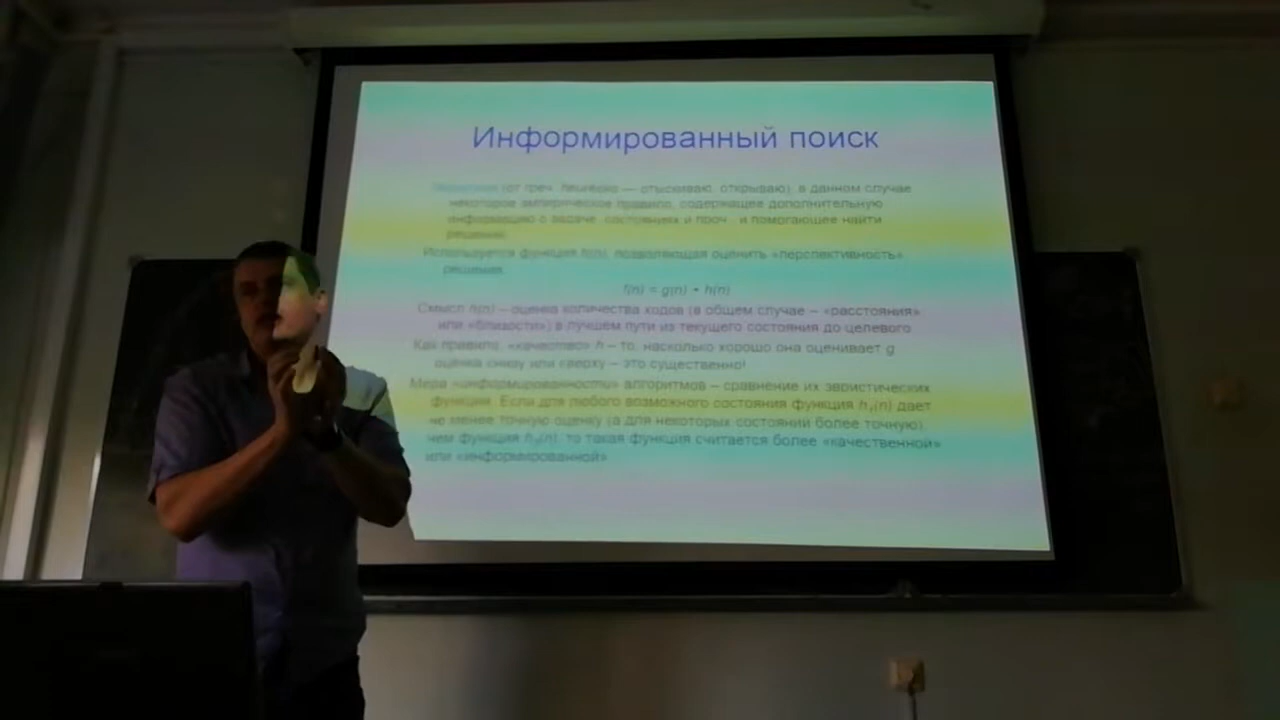 Информированный поиск
Эвристика (от греч. heuresko — отыскиваю, открываю), в данном случае
некоторое эмпирическое правило, содержащее дополнительную
информацию о задаче, состояниях и проч. и помогающее найти
решение.
Используется функция f(n), позволяющая оценить «перспективность»
решения.
f(n) = g(n) + h(n)
Смысл h(n) – оценка количества ходов (в общем случае – «расстояния»
или «близости») в лучшем пути из текущего состояния до целевого
Как правило, «качество» h – то, насколько хорошо она оценивает g
оценка снизу или сверху – это существенно!
Мера «информированности» алгоритмов – сравнение их эвристических
функций. Если для любого возможного состояния функция h₁(n) дает
не менее точную оценку (а для некоторых состояний более точную),
чем функция h₂(n), то такая функция считается более «качественной»
или «информированной»